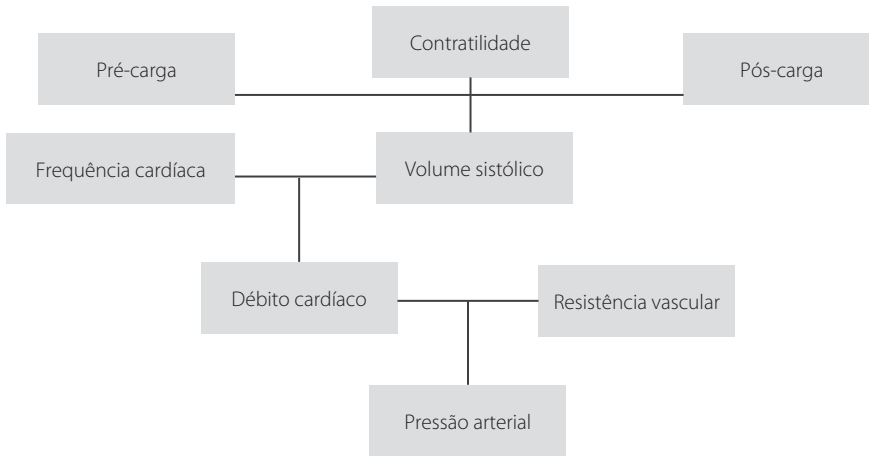 Contratilidade
Pré-carga
Pós-carga
Frequência cardíaca
Volume sistólico
Débito cardíaco
Resistência vascular
Pressão arterial